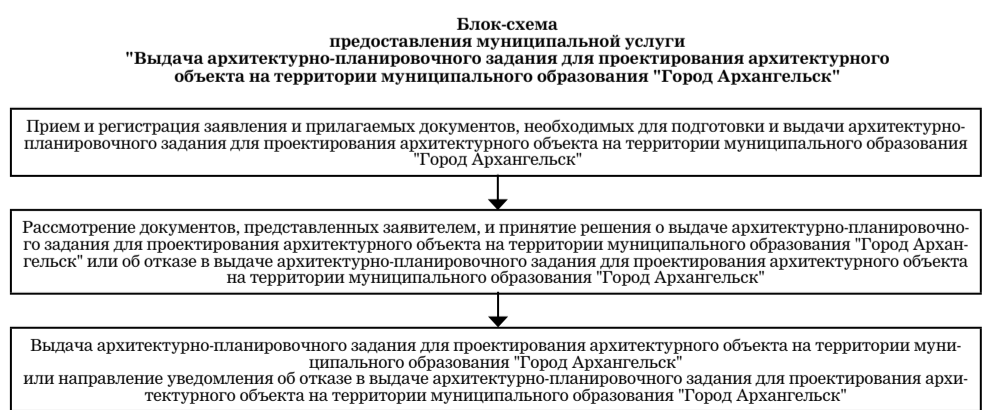 Блок-схема
предоставления муниципальной услуги
"Выдача архитектурно-планировочного задания для проектирования архитектурного
объекта на территории муниципального образования "Город Архангельск"
Прием и регистрация заявления и прилагаемых документов, необходимых для подготовки и выдачи архитектурно-
планировочного задания для проектирования архитектурного объекта на территории муниципального образования
"Город Архангельск"
Рассмотрение документов, представленных заявителем, и принятие решения о выдаче архитектурно-планировочно-
го задания для проектирования архитектурного объекта на территории муниципального образования "Город Архан-
гельск" или об отказе в выдаче архитектурно-планировочного задания для проектирования архитектурного объекта
на территории муниципального образования "Город Архангельск"
Выдача архитектурно-планировочного задания для проектирования архитектурного объекта на территории муни-
ципального образования "Город Архангельск"
или направление уведомления об отказе в выдаче архитектурно-планировочного задания для проектирования архи-
тектурного объекта на территории муниципального образования "Город Архангельск"